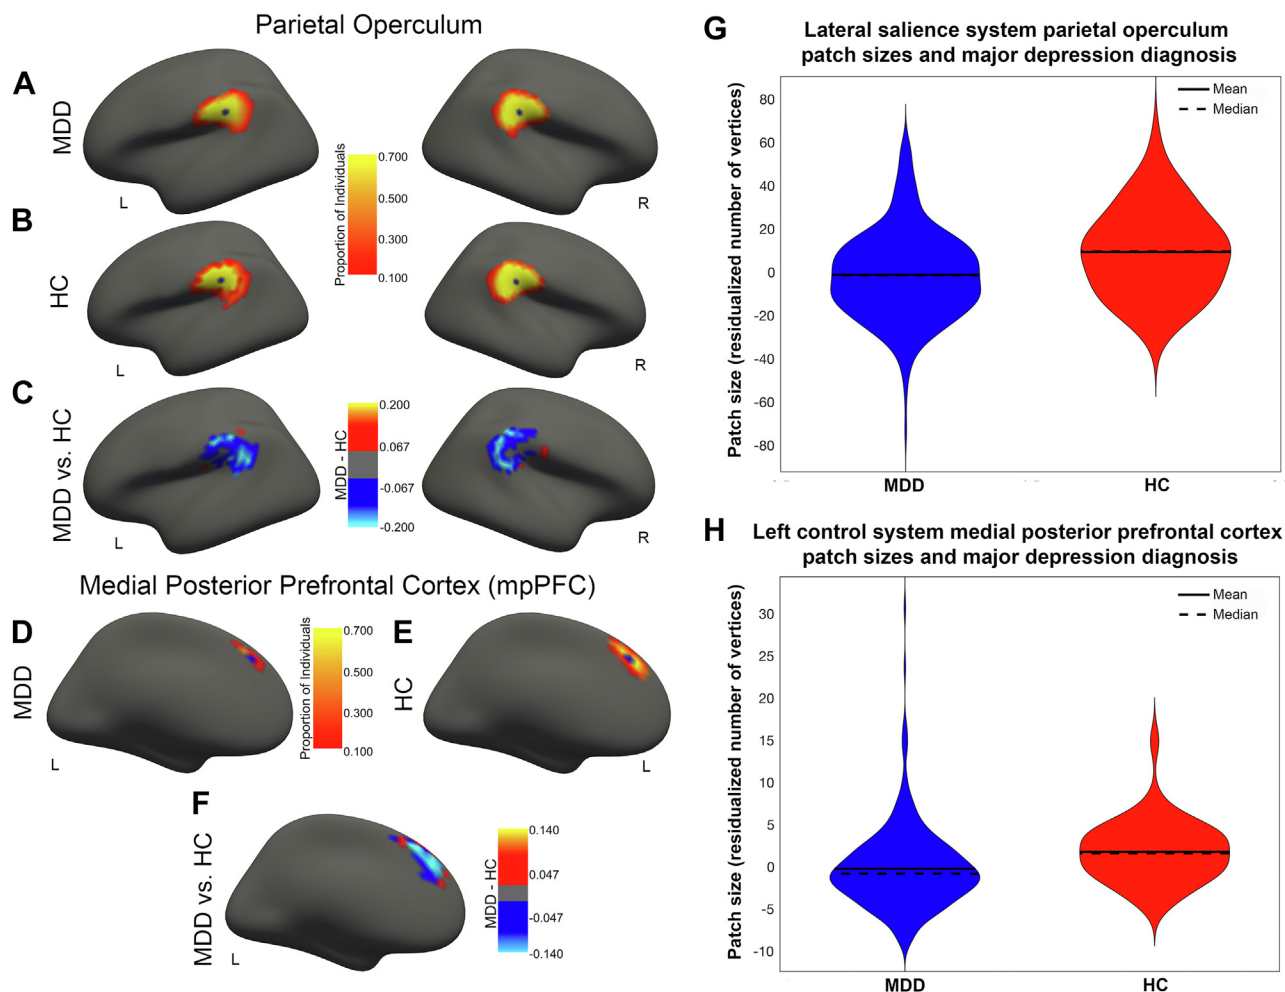 Parietal Operculum
A
MDD
L
R
Proportion of Individuals
0.700
0.500
0.300
0.100
B
HC
L
R
C
MDD vs. HC
L
R
MDD - HC
0.200
0.067
-0.067
-0.200
Medial Posterior Prefrontal Cortex (mpPFC)
D
MDD
L
Proportion of Individuals
0.700
0.500
0.300
0.100
E
HC
L
F
MDD vs. HC
L
MDD - HC
0.140
0.047
-0.047
-0.140
G
Lateral salience system parietal operculum
patch sizes and major depression diagnosis
Patch size (residualized number of vertices)
80
60
40
20
0
-20
-40
-60
-80
Mean
Median
MDD
HC
H
Left control system medial posterior prefrontal cortex
patch sizes and major depression diagnosis
Patch size (residualized number of vertices)
30
25
20
15
10
5
0
-5
-10
Mean
Median
MDD
HC